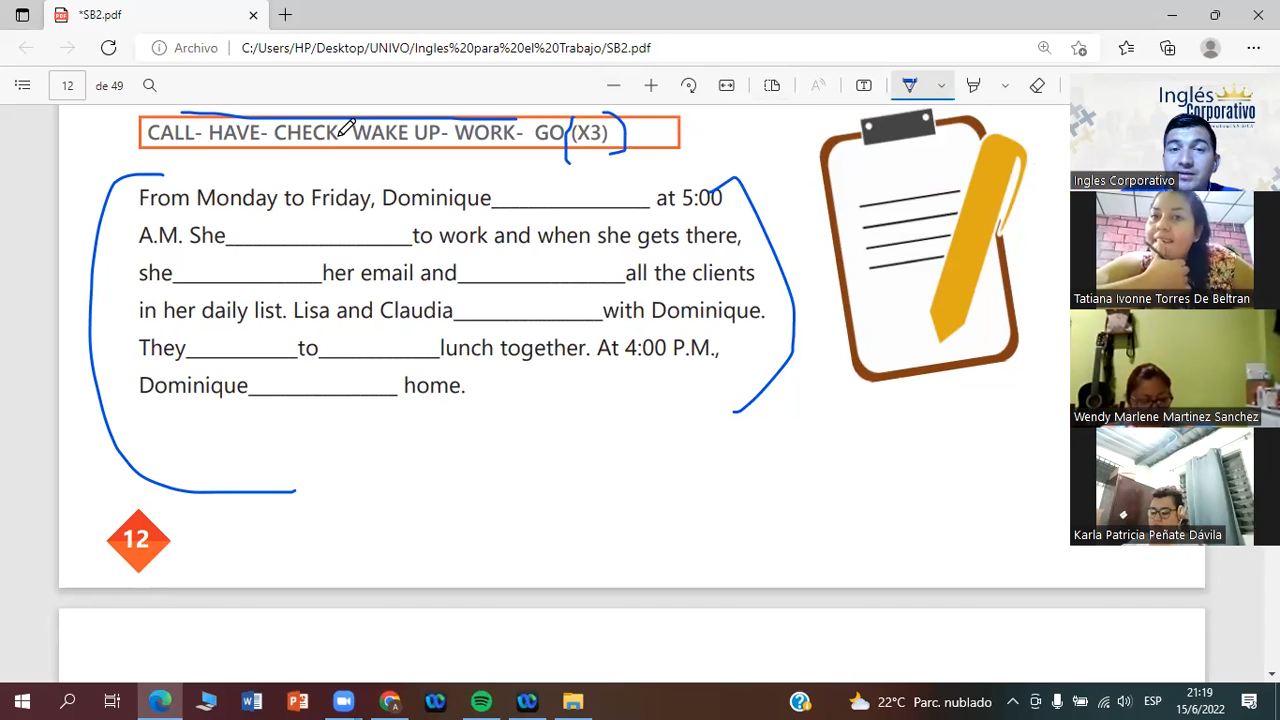 *SB2.pdf
Archivo C:/Users/HP/Desktop/UNIVO/Ingles%20para%20el%20Trabajo/SB2.pdf
12 de 49
CALL- HAVE- CHECK- WAKE UP- WORK- GO (X3)
From Monday to Friday, Dominique______________ at 5:00
A.M. She_________________to work and when she gets there,
she______________her email and________________all the clients
in her daily list. Lisa and Claudia______________with Dominique.
They__________to___________lunch together. At 4:00 P.M.,
Dominique______________ home.
12
Inglés
Corporativo
Ingles Corporativo
Tatiana Ivonne Torres De Beltran
Wendy Marlene Martinez Sanchez
Karla Patricia Peñate Dávila
22°C Parc. nublado
ESP
21:19
15/6/2022